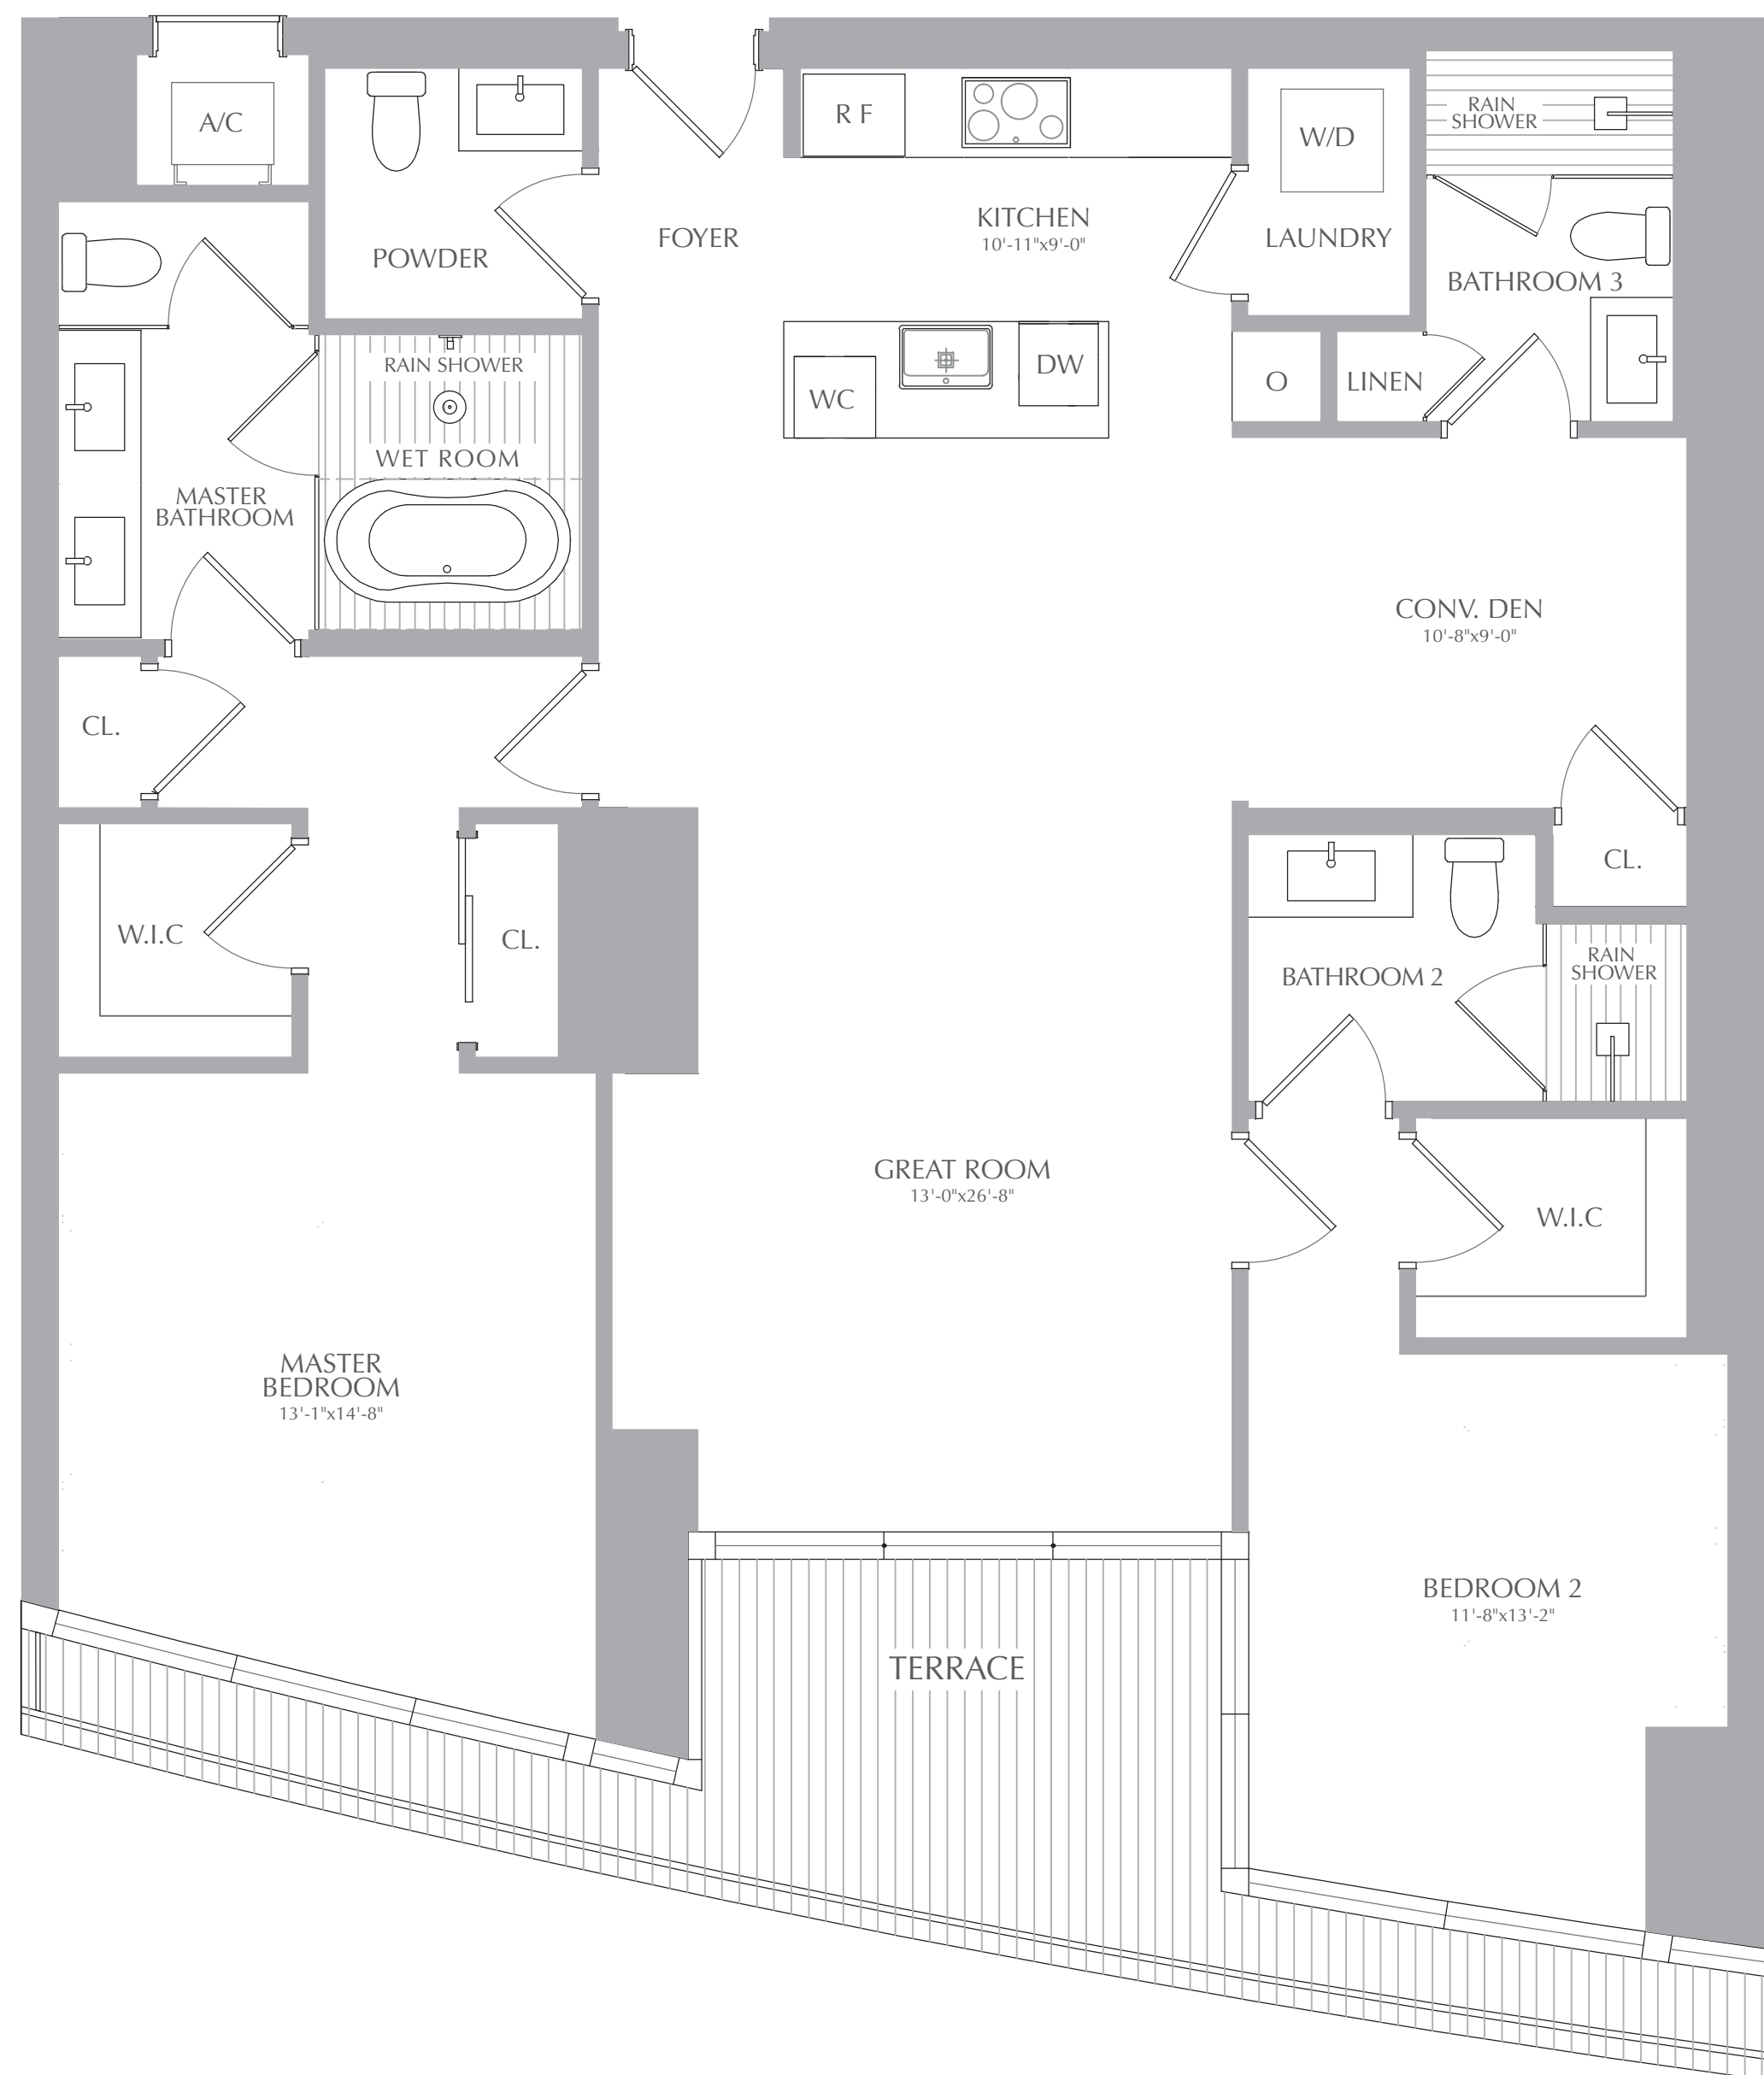 A/C
R F
W/D
RAIN
SHOWER
KITCHEN
10'-11"x9'-0"
FOYER
LAUNDRY
POWDER
BATHROOM 3
RAIN SHOWER
DW
WC
O
LINEN
WET ROOM
MASTER
BATHROOM
CONV. DEN
10'-8"x9'-0"
CL.
CL.
W.I.C
CL.
RAIN
SHOWER
BATHROOM 2
GREAT ROOM
13'-0"x26'-8"
W.I.C
MASTER
BEDROOM
13'-1"x14'-8"
BEDROOM 2
11'-8"x13'-2"
TERRACE